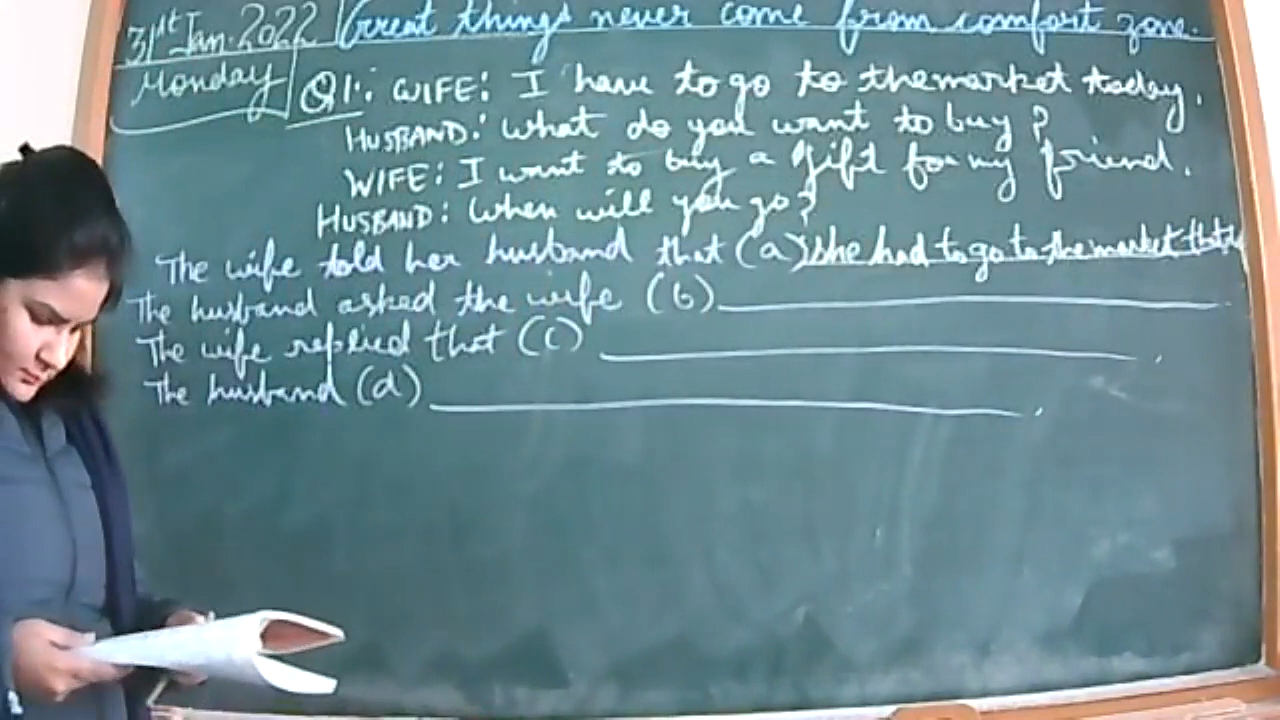 31st Jan. 2022 Great things never come from comfort zone.
Monday
Q1: WIFE: I have to go to the market today.
HUSBAND: What do you want to buy?
WIFE: I want to buy a gift for my friend.
HUSBAND: When will you go?
The wife told her husband that (a) she had to go to the market that
The husband asked the wife (b)
The wife replied that (c)
The husband (d)